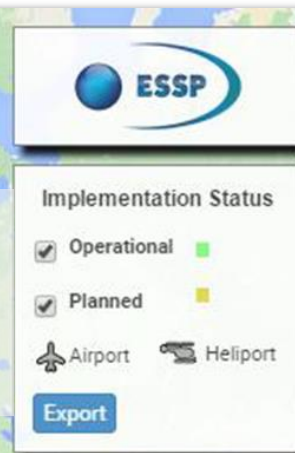 ESSP
Implementation Status
Operational
Planned
Airport Heliport
Export